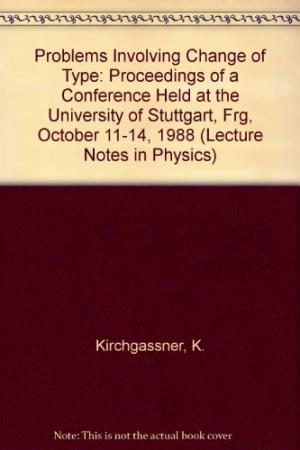 Problems Involving Change of
Type: Proceedings of a
Conference Held at the
University of Stuttgart, Frg,
October 11-14, 1988 (Lecture
Notes in Physics)
Kirchgassner, K.
Note: This is not the actual book cover